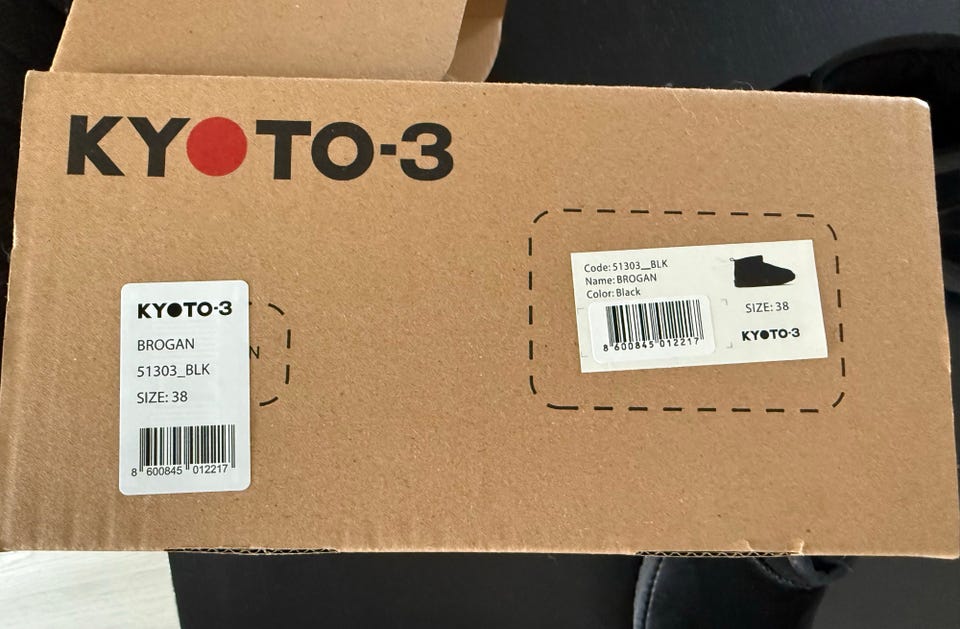 KYOTO-3
KYOTO-3
BROGAN
51303_BLK
SIZE: 38
8 600845 012217
N
Code: 51303__BLK
Name: BROGAN
Color: Black
SIZE: 38
8 600845 012217
KYOTO-3